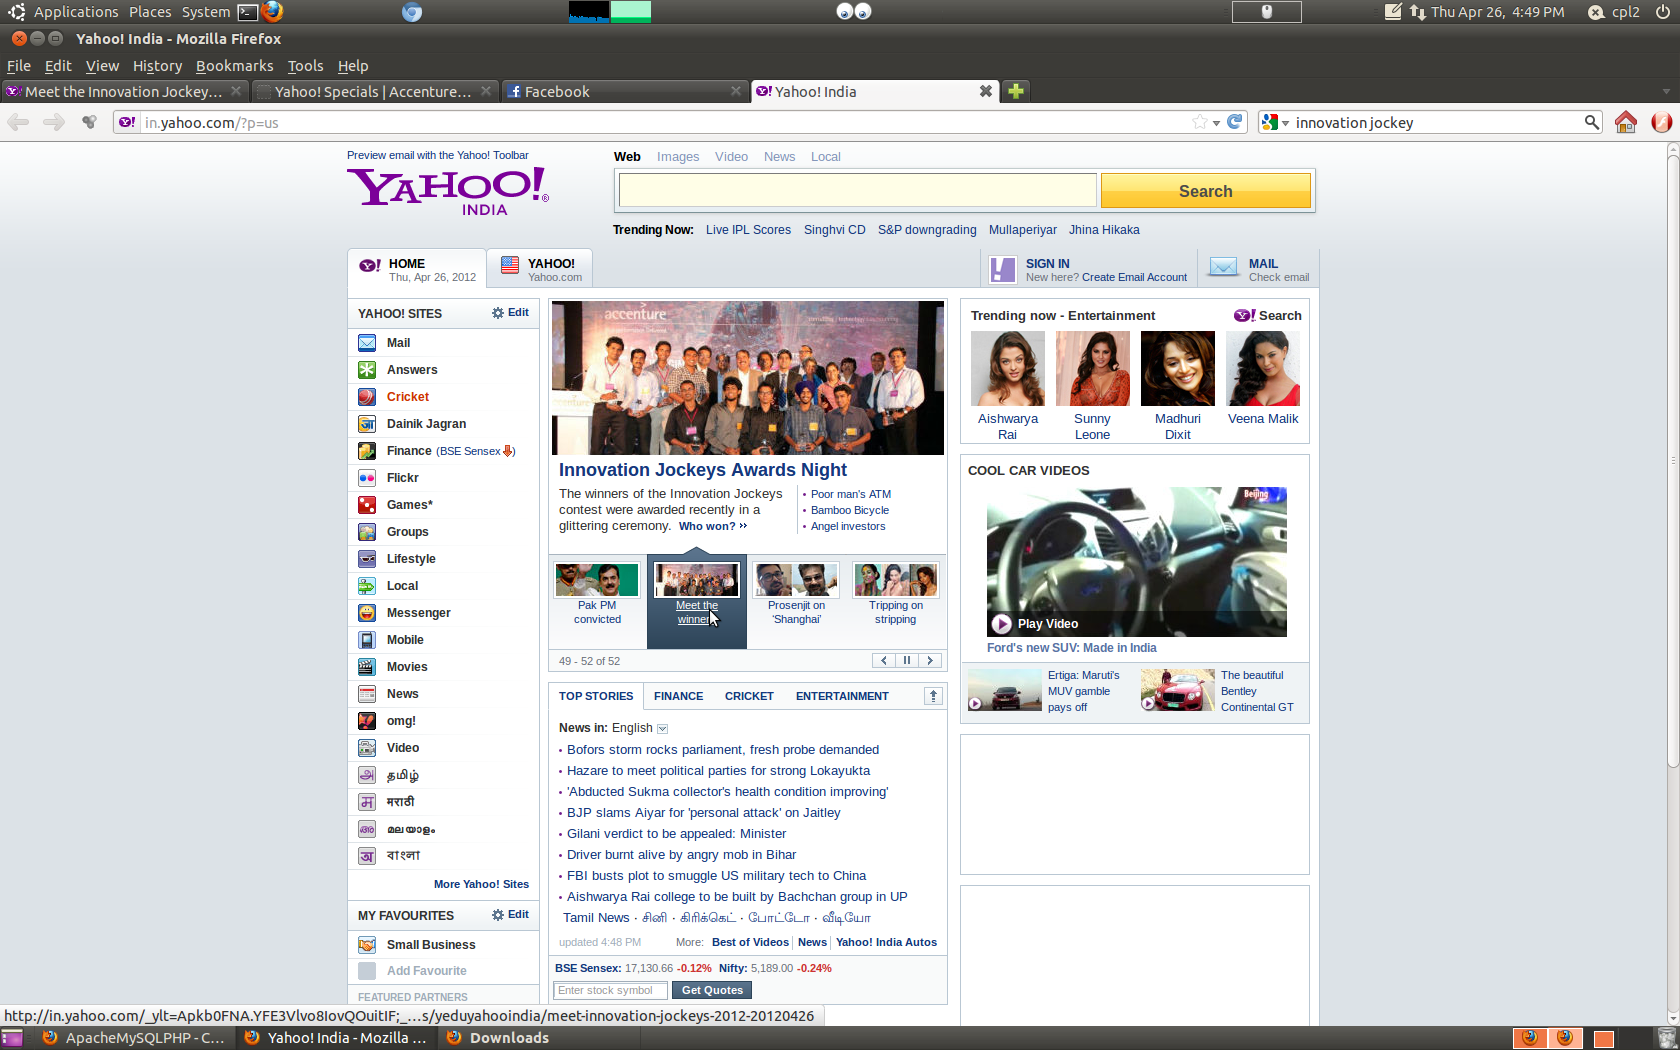 Applications Places System Thu Apr 26, 4:49 PM cpl2
Yahoo! India - Mozilla Firefox
File Edit View History Bookmarks Tools Help
Meet the Innovation Jockey... Yahoo! Specials | Accenture... Facebook Yahoo! India
in.yahoo.com/?p=us innovation jockey
Preview email with the Yahoo! Toolbar
YAHOO!®
INDIA
Web Images Video News Local
Search
Trending Now: Live IPL Scores Singhvi CD S&P downgrading Mullaperiyar Jhina Hikaka
HOME
Thu, Apr 26, 2012
YAHOO!
Yahoo.com
SIGN IN
New here? Create Email Account
MAIL
Check email
YAHOO! SITES Edit
Mail
Answers
Cricket
Dainik Jagran
Finance (BSE Sensex )
Flickr
Games*
Groups
Lifestyle
Local
Messenger
Mobile
Movies
News
omg!
Video
தமிழ்
मराठी
മലയാളം
বাংলা
More Yahoo! Sites
MY FAVOURITES Edit
Small Business
Add Favourite
FEATURED PARTNERS
accenture
Innovation Jockeys Awards Night
The winners of the Innovation Jockeys
contest were awarded recently in a
glittering ceremony. Who won?
• Poor man's ATM
• Bamboo Bicycle
• Angel investors
Pak PM
convicted
Meet the
winner
Prosenjit on
'Shanghai'
Tripping on
stripping
49 - 52 of 52
TOP STORIES FINANCE CRICKET ENTERTAINMENT
News in: English
• Bofors storm rocks parliament, fresh probe demanded
• Hazare to meet political parties for strong Lokayukta
• 'Abducted Sukma collector's health condition improving'
• BJP slams Aiyar for 'personal attack' on Jaitley
• Gilani verdict to be appealed: Minister
• Driver burnt alive by angry mob in Bihar
• FBI busts plot to smuggle US military tech to China
• Aishwarya Rai college to be built by Bachchan group in UP
Tamil News · சினி · கிரிக்கெட் · போட்டோ · வீடியோ
updated 4:48 PM More: Best of Videos News Yahoo! India Autos
BSE Sensex: 17,130.66 -0.12% Nifty: 5,189.00 -0.24%
Enter stock symbol Get Quotes
Trending now - Entertainment Y! Search
Aishwarya
Rai
Sunny
Leone
Madhuri
Dixit
Veena Malik
COOL CAR VIDEOS
Beijing
Play Video
Ford's new SUV: Made in India
Ertiga: Maruti's
MUV gamble
pays off
The beautiful
Bentley
Continental GT
http://in.yahoo.com/_ylt=Apkb0FNA.YFE3Vlvo8IovQOuitIF;_...s/yeduyahooindia/meet-innovation-jockeys-2012-20120426
ApacheMySQLPHP - C... Yahoo! India - Mozilla ... Downloads